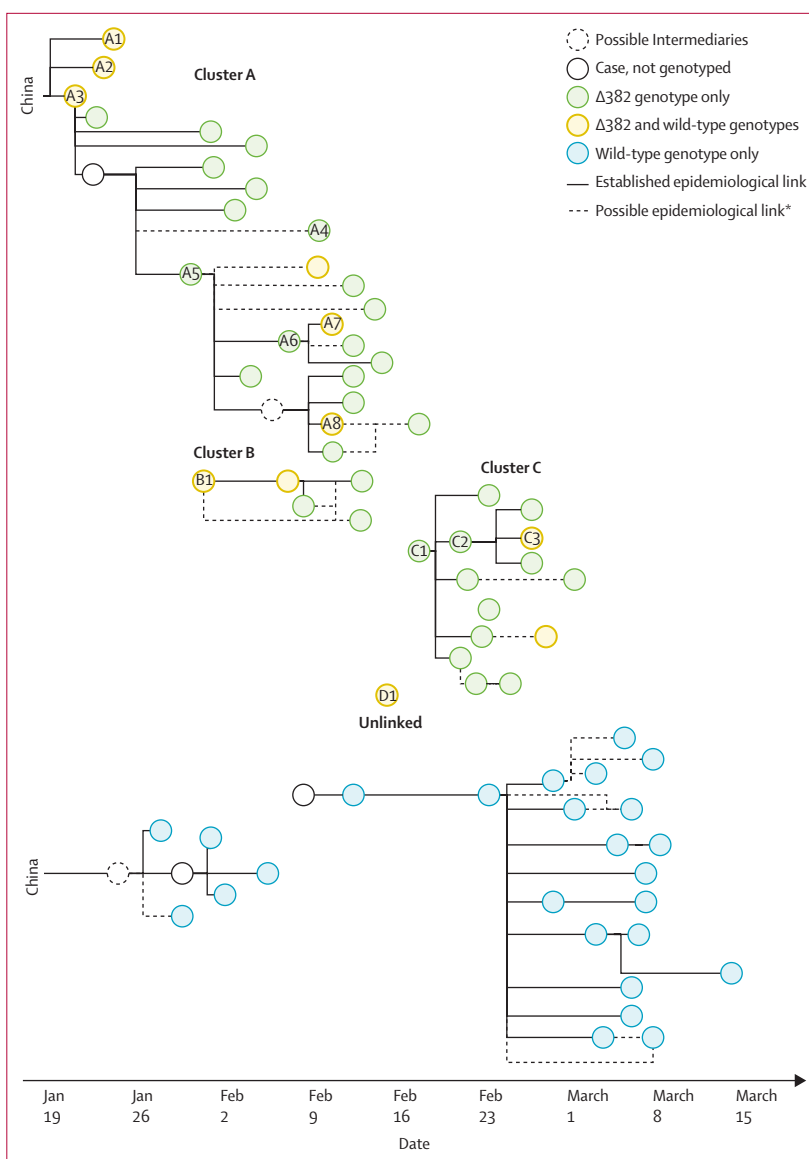 A1
Possible Intermediaries
Case, not genotyped
Δ382 genotype only
Δ382 and wild-type genotypes
Wild-type genotype only
Established epidemiological link
Possible epidemiological link*
A2
Cluster A
China
A3
A4
A5
A7
A6
A8
Cluster B
B1
Cluster C
C1
C2
C3
D1
Unlinked
China
Jan
19
Jan
26
Feb
2
Feb
9
Feb
16
Feb
23
March
1
March
8
March
15
Date